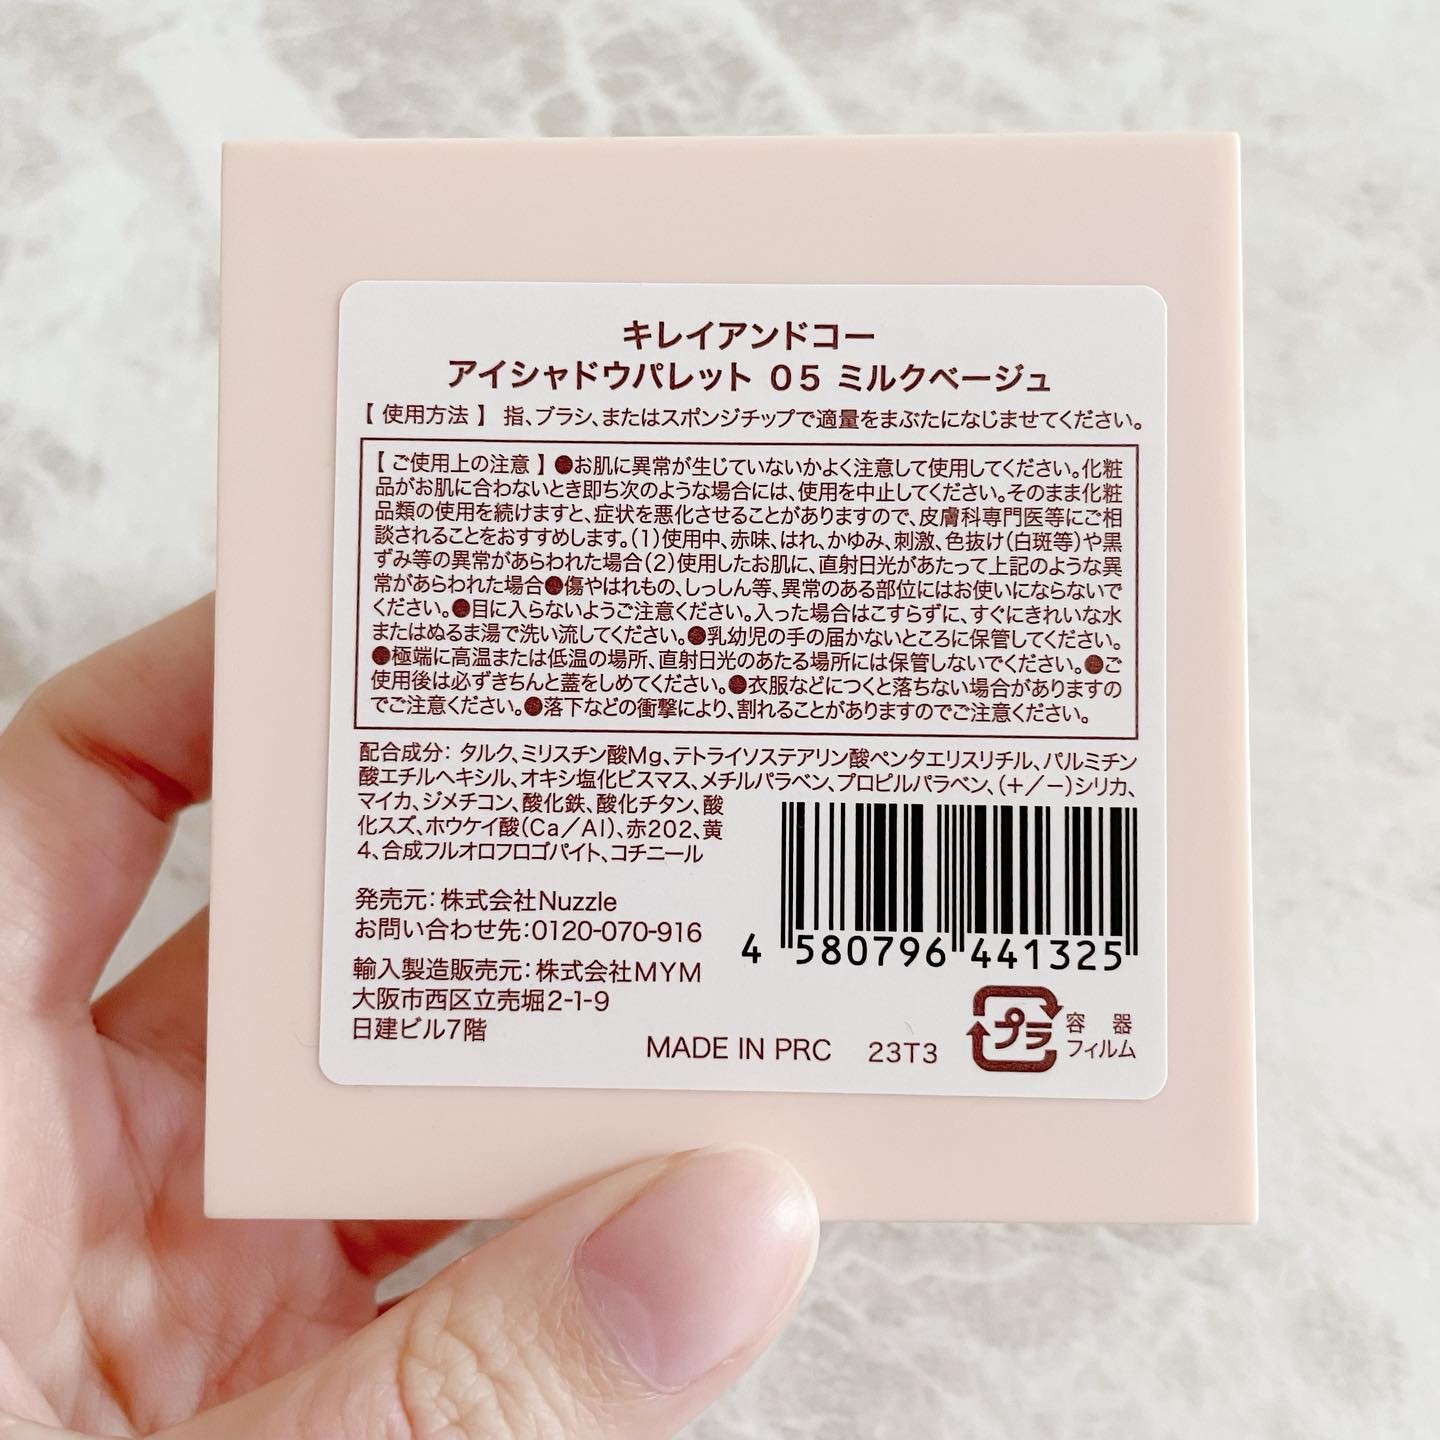 キレイアンドコー
アイシャドウパレット 05 ミルクベージュ
【 使用方法 】 指、ブラシ、またはスポンジチップで適量をまぶたになじませてください。
【 ご使用上の注意 】●お肌に異常が生じていないかよく注意して使用してください。化粧
品がお肌に合わないとき即ち次のような場合には、使用を中止してください。そのまま化粧
品類の使用を続けますと、症状を悪化させることがありますので、皮膚科専門医等にご相
談されることをおすすめします。(1)使用中、赤味、はれ、かゆみ、刺激、色抜け(白斑等)や黒
ずみ等の異常があらわれた場合(2)使用したお肌に、直射日光があたって上記のような異
常があらわれた場合●傷やはれもの、しっしん等、異常のある部位にはお使いにならないで
ください。●目に入らないようご注意ください。入った場合はこすらずに、すぐにきれいな水
またはぬるま湯で洗い流してください。●乳幼児の手の届かないところに保管してください。
●極端に高温または低温の場所、直射日光のあたる場所には保管しないでください。●ご
使用後は必ずきちんと蓋をしめてください。●衣服などにつくと落ちない場合がありますの
でご注意ください。●落下などの衝撃により、割れることがありますのでご注意ください。
配合成分：タルク、ミリスチン酸Mg、テトライソステアリン酸ペンタエリスリチル、パルミチン
酸エチルヘキシル、オキシ塩化ビスマス、メチルパラベン、プロピルパラベン、(+/-)シリカ、
マイカ、ジメチコン、酸化鉄、酸化チタン、酸
化スズ、ホウケイ酸(Ca/Al)、赤202、黄
4、合成フルオロフロゴパイト、コチニール
発売元：株式会社Nuzzle
お問い合わせ先：0120-070-916
輸入製造販売元：株式会社MYM
大阪市西区立売堀2-1-9
日建ビル7階
4 580796 441325
MADE IN PRC 23T3
プラ
容器
フィルム